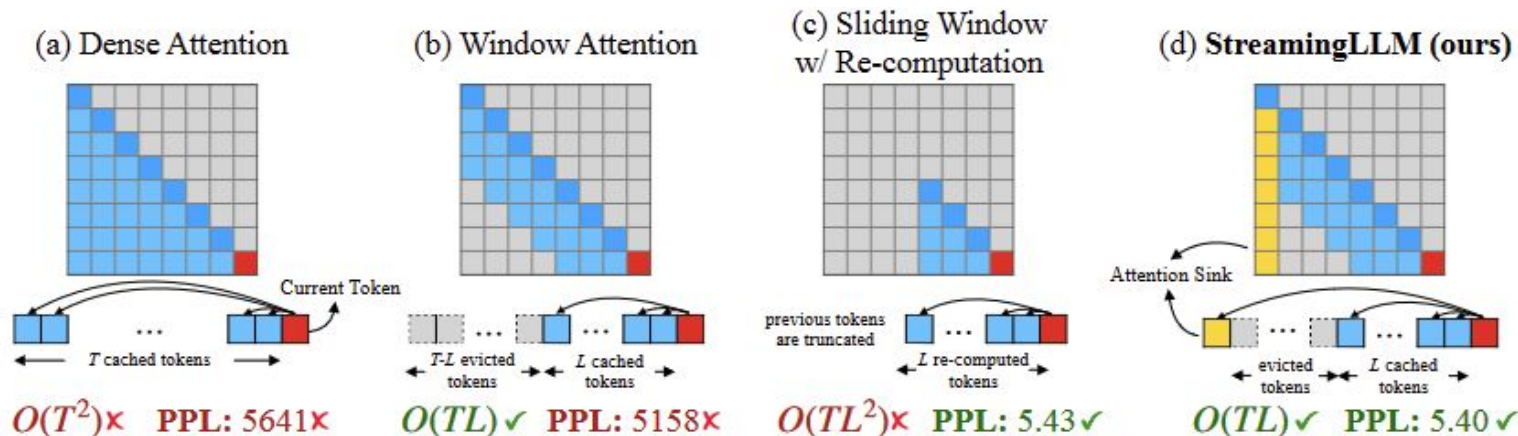 (a) Dense Attention
Current Token
...
T cached tokens
O(T²)✗ PPL: 5641✗
(b) Window Attention
... ...
T-L evicted
tokens
L cached
tokens
O(TL)✓ PPL: 5158✗
(c) Sliding Window
w/ Re-computation
previous tokens
are truncated
...
L re-computed
tokens
O(TL²)✗ PPL: 5.43✓
(d) StreamingLLM (ours)
Attention Sink
... ...
evicted
tokens
L cached
tokens
O(TL)✓ PPL: 5.40✓